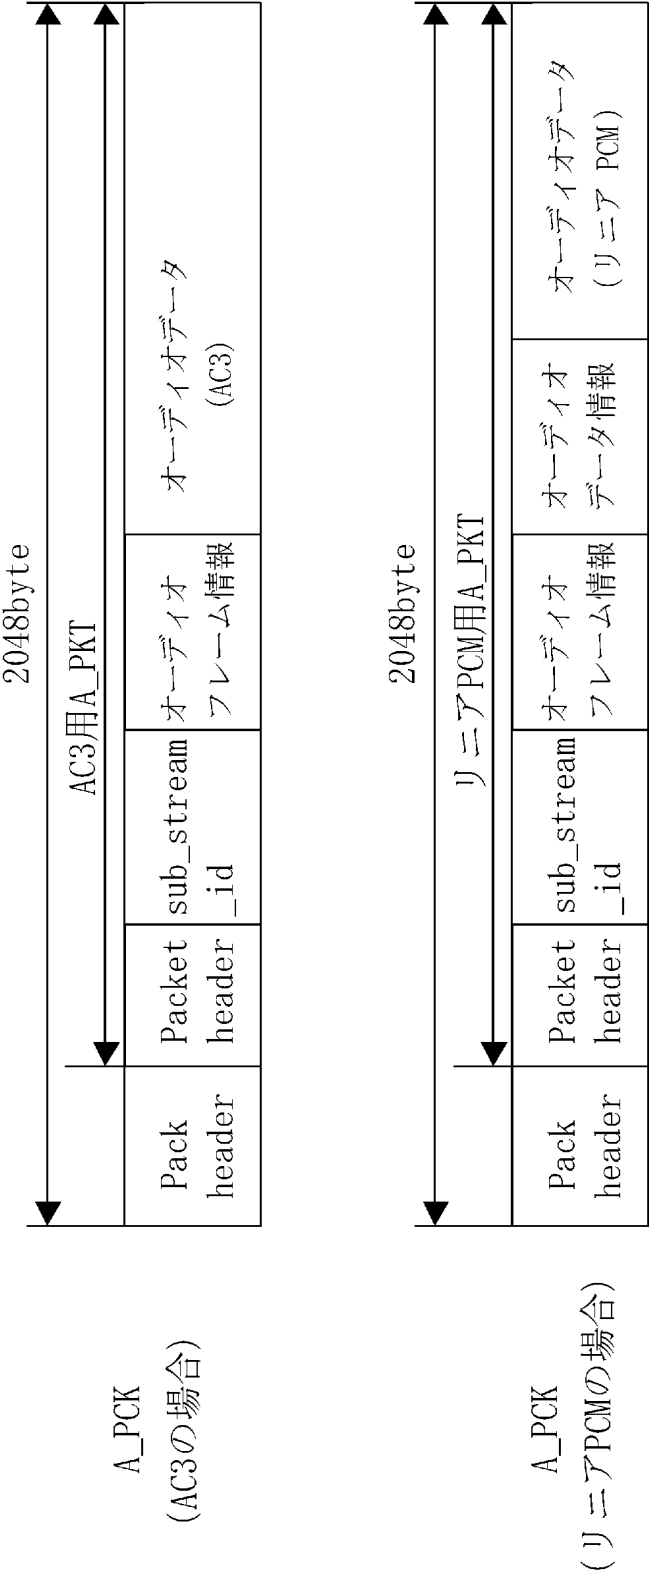 A_PCK
(AC3の場合)
2048byte
AC3用A_PKT
Pack
header
Packet
header
sub_stream
_id
オーディオ
フレーム情報
オーディオデータ
(AC3)
A_PCK
(リニアPCMの場合)
2048byte
リニアPCM用A_PKT
Pack
header
Packet
header
sub_stream
_id
オーディオ
フレーム情報
オーディオ
データ情報
オーディオデータ
(リニア PCM)